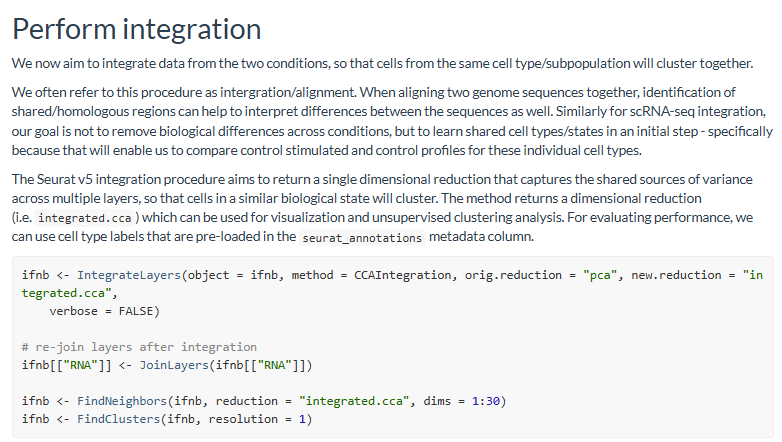 Perform integration
We now aim to integrate data from the two conditions, so that cells from the same cell type/subpopulation will cluster together.
We often refer to this procedure as intergration/alignment. When aligning two genome sequences together, identification of
shared/homologous regions can help to interpret differences between the sequences as well. Similarly for scRNA-seq integration,
our goal is not to remove biological differences across conditions, but to learn shared cell types/states in an initial step - specifically
because that will enable us to compare control stimulated and control profiles for these individual cell types.
The Seurat v5 integration procedure aims to return a single dimensional reduction that captures the shared sources of variance
across multiple layers, so that cells in a similar biological state will cluster. The method returns a dimensional reduction
(i.e. integrated.cca ) which can be used for visualization and unsupervised clustering analysis. For evaluating performance, we
can use cell type labels that are pre-loaded in the seurat_annotations metadata column.
ifnb <- IntegrateLayers(object = ifnb, method = CCAIntegration, orig.reduction = "pca", new.reduction = "in
tegrated.cca",
    verbose = FALSE)
# re-join layers after integration
ifnb[["RNA"]] <- JoinLayers(ifnb[["RNA"]])
ifnb <- FindNeighbors(ifnb, reduction = "integrated.cca", dims = 1:30)
ifnb <- FindClusters(ifnb, resolution = 1)